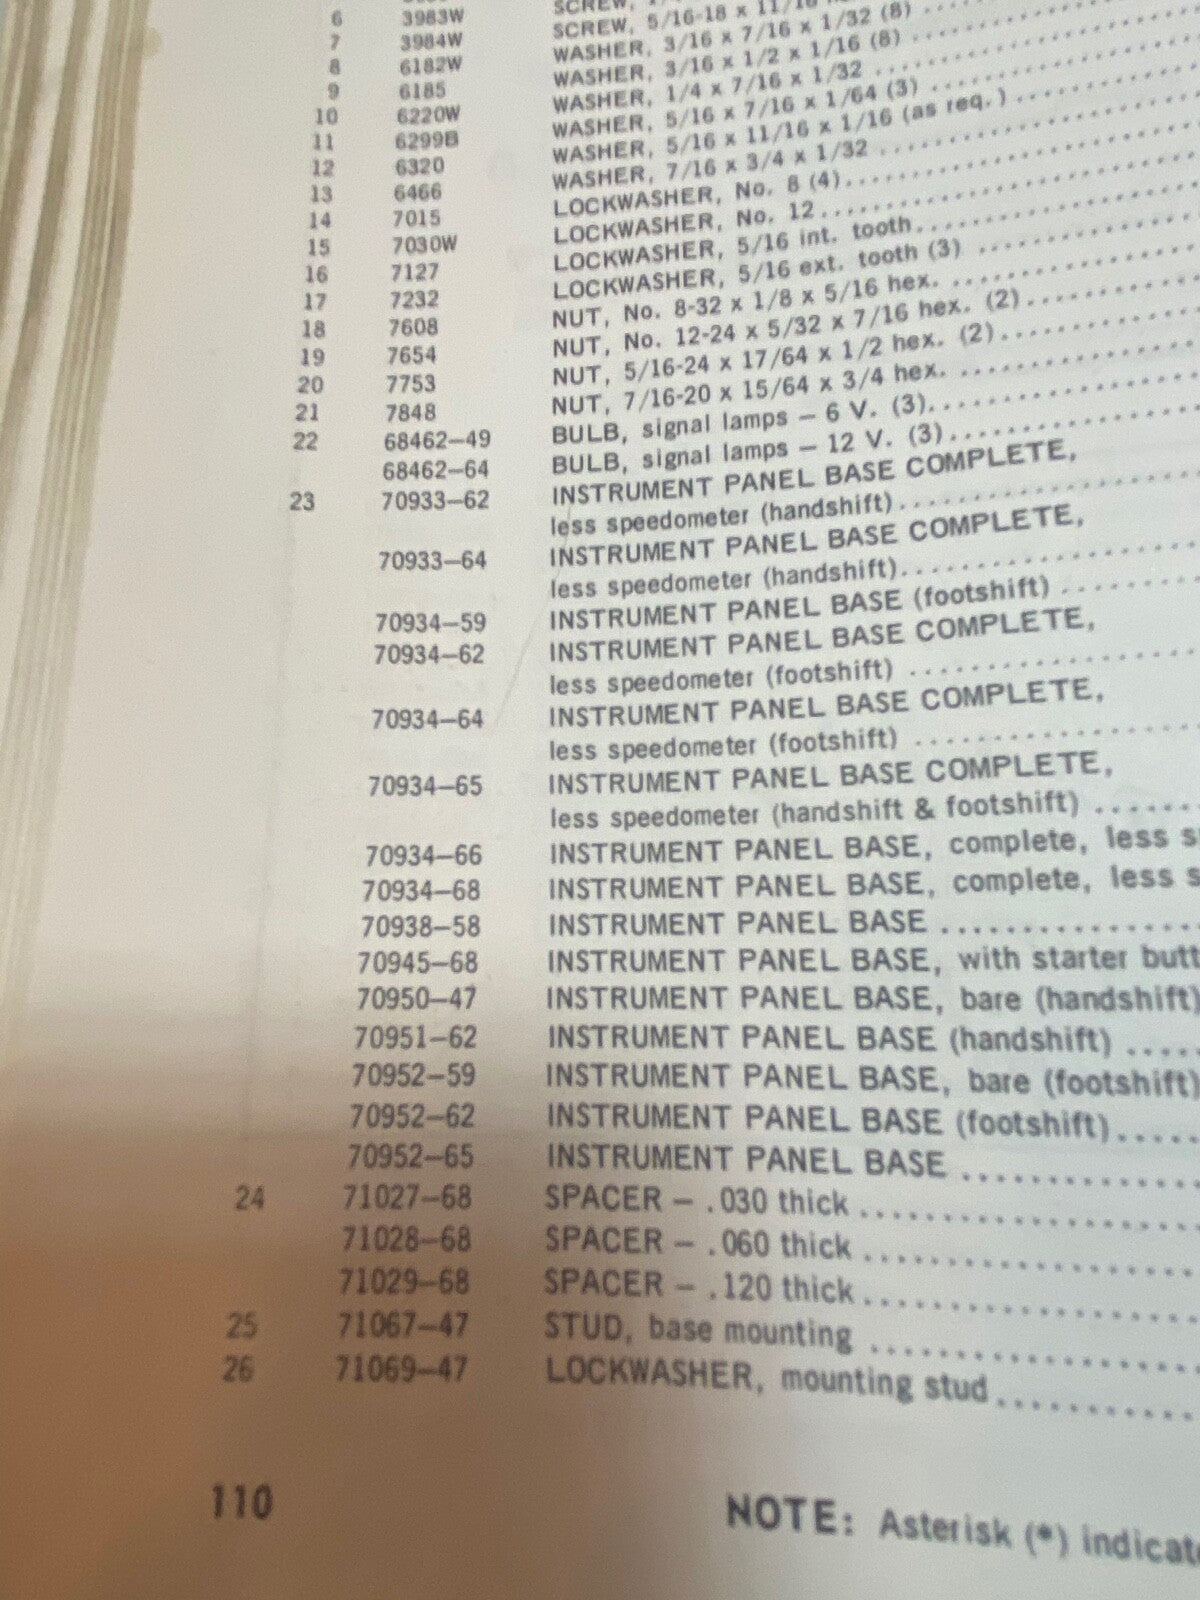 6 3983W SCREW,
7 3984W SCREW, 5/16-18 x 11/16
8 6182W WASHER, 3/16 x 7/16 x 1/32 (8)
9 6185 WASHER, 3/16 x 1/2 x 1/16 (8)
10 6220W WASHER, 1/4 x 7/16 x 1/32
11 6299B WASHER, 5/16 x 7/16 x 1/64 (3)
12 6320 WASHER, 5/16 x 11/16 x 1/16 (as req.)
13 6466 WASHER, 7/16 x 3/4 x 1/32
14 7015 LOCKWASHER, No. 8 (4)
15 7030W LOCKWASHER, No. 12
16 7127 LOCKWASHER, 5/16 int. tooth
17 7232 LOCKWASHER, 5/16 ext. tooth (3)
18 7608 NUT, No. 8-32 x 1/8 x 5/16 hex.
19 7654 NUT, No. 12-24 x 5/32 x 7/16 hex. (2)
20 7753 NUT, 5/16-24 x 17/64 x 1/2 hex. (2)
21 7848 NUT, 7/16-20 x 15/64 x 3/4 hex.
22 68462–49 BULB, signal lamps – 6 V. (3)
68462–64 BULB, signal lamps – 12 V. (3)
23 70933–62 INSTRUMENT PANEL BASE COMPLETE,
less speedometer (handshift)
70933–64 INSTRUMENT PANEL BASE COMPLETE,
less speedometer (handshift)
70934–59 INSTRUMENT PANEL BASE (footshift)
70934–62 INSTRUMENT PANEL BASE COMPLETE,
less speedometer (footshift)
70934–64 INSTRUMENT PANEL BASE COMPLETE,
less speedometer (footshift)
70934–65 INSTRUMENT PANEL BASE COMPLETE,
less speedometer (handshift & footshift)
70934–66 INSTRUMENT PANEL BASE, complete, less s
70934–68 INSTRUMENT PANEL BASE, complete, less s
70938–58 INSTRUMENT PANEL BASE
70945–68 INSTRUMENT PANEL BASE, with starter butt
70950–47 INSTRUMENT PANEL BASE, bare (handshift)
70951–62 INSTRUMENT PANEL BASE (handshift)
70952–59 INSTRUMENT PANEL BASE, bare (footshift)
70952–62 INSTRUMENT PANEL BASE (footshift)
70952–65 INSTRUMENT PANEL BASE
24 71027–68 SPACER – .030 thick
71028–68 SPACER – .060 thick
71029–68 SPACER – .120 thick
25 71067–47 STUD, base mounting
26 71069–47 LOCKWASHER, mounting stud
110
NOTE: Asterisk (*) indicate